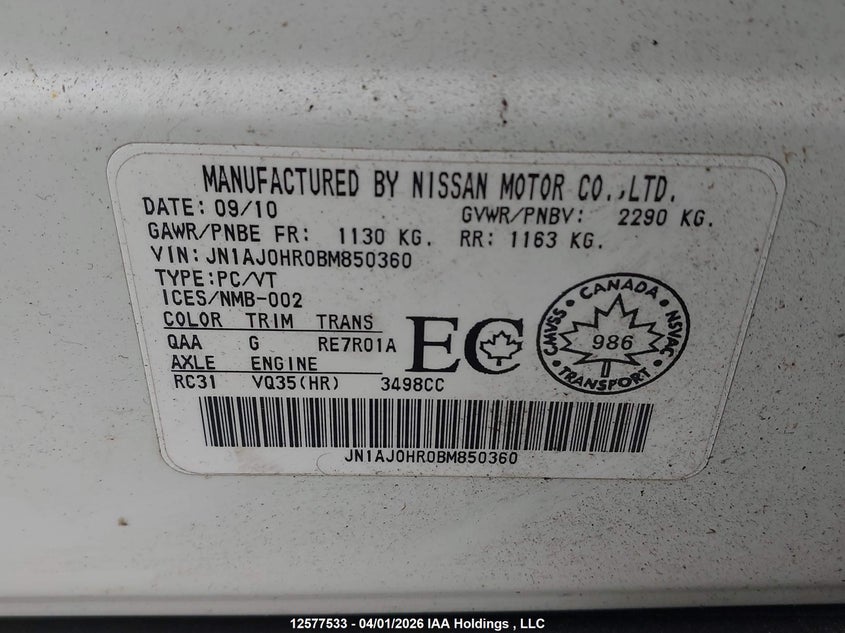 MANUFACTURED BY NISSAN MOTOR CO.,LTD.
DATE: 09/10 GVWR/PNBV: 2290 KG.
GAWR/PNBE FR: 1130 KG. RR: 1163 KG.
VIN: JN1AJ0HR0BM850360
TYPE:PC/VT
ICES/NMB-002
COLOR TRIM TRANS
QAA G RE7R01A
AXLE ENGINE
RC31 VQ35(HR) 3498CC
EC
CANADA
CMVSS 986 NSVAC
TRANSPORT
JN1AJ0HR0BM850360
12577533 - 04/01/2026 IAA Holdings , LLC